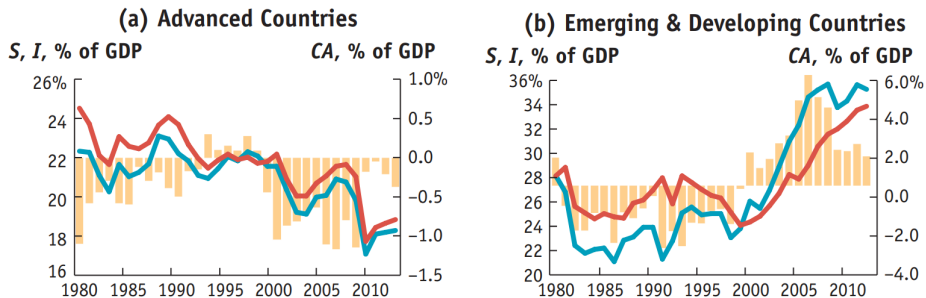 (a) Advanced Countries
S, I, % of GDP CA, % of GDP
26% 1.0%
24 0.5
22 0.0
20 −0.5
18 −1.0
16 −1.5
1980 1985 1990 1995 2000 2005 2010
(b) Emerging & Developing Countries
S, I, % of GDP CA, % of GDP
36% 6.0%
34 4.0
32
30 2.0
28 0.0
26
24 −2.0
22
20 −4.0
1980 1985 1990 1995 2000 2005 2010